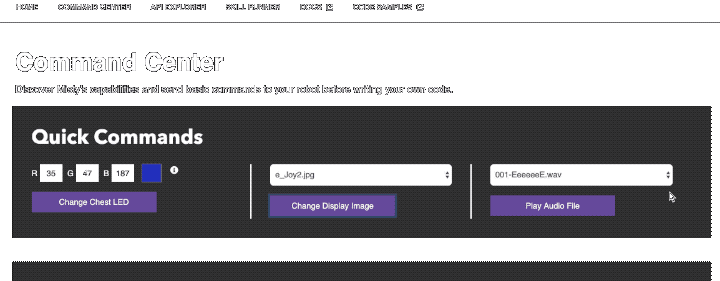 HOME COMMAND CENTER API EXPLORER SKILL RUNNER DOCS CODE SAMPLES
Command Center
Discover Misty's capabilities and send basic commands to your robot before writing your own code.
Quick Commands
R 35 G 47 B 187
e_Joy2.jpg
001-EeeeeeE.wav
Change Chest LED
Change Display Image
Play Audio File